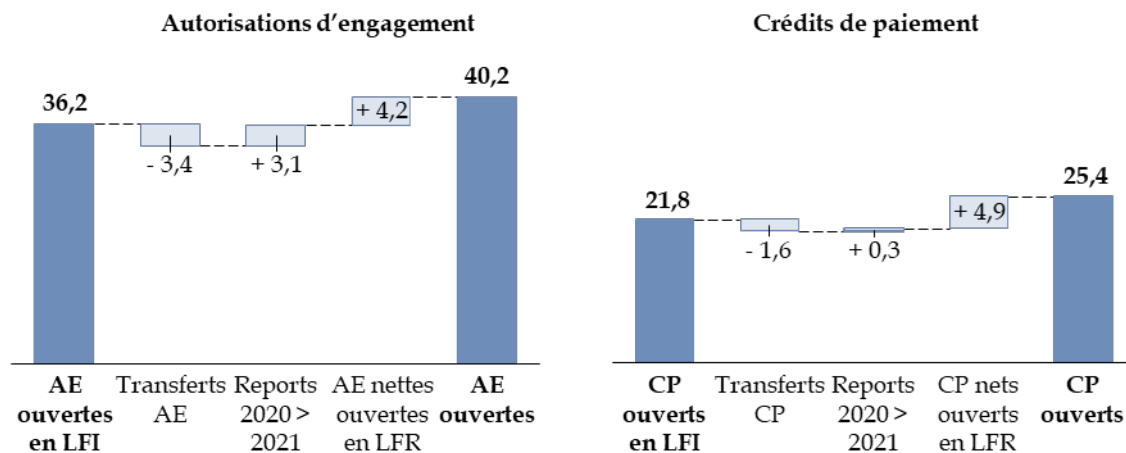 Autorisations d’engagement
36,2
- 3,4
+ 3,1
+ 4,2
40,2
AE
ouvertes
en LFI
Transferts
AE
Reports
2020 >
2021
AE nettes
ouvertes
en LFR
AE
ouvertes
Crédits de paiement
21,8
- 1,6
+ 0,3
+ 4,9
25,4
CP
ouverts
en LFI
Transferts
CP
Reports
2020 >
2021
CP nets
ouverts
en LFR
CP
ouverts